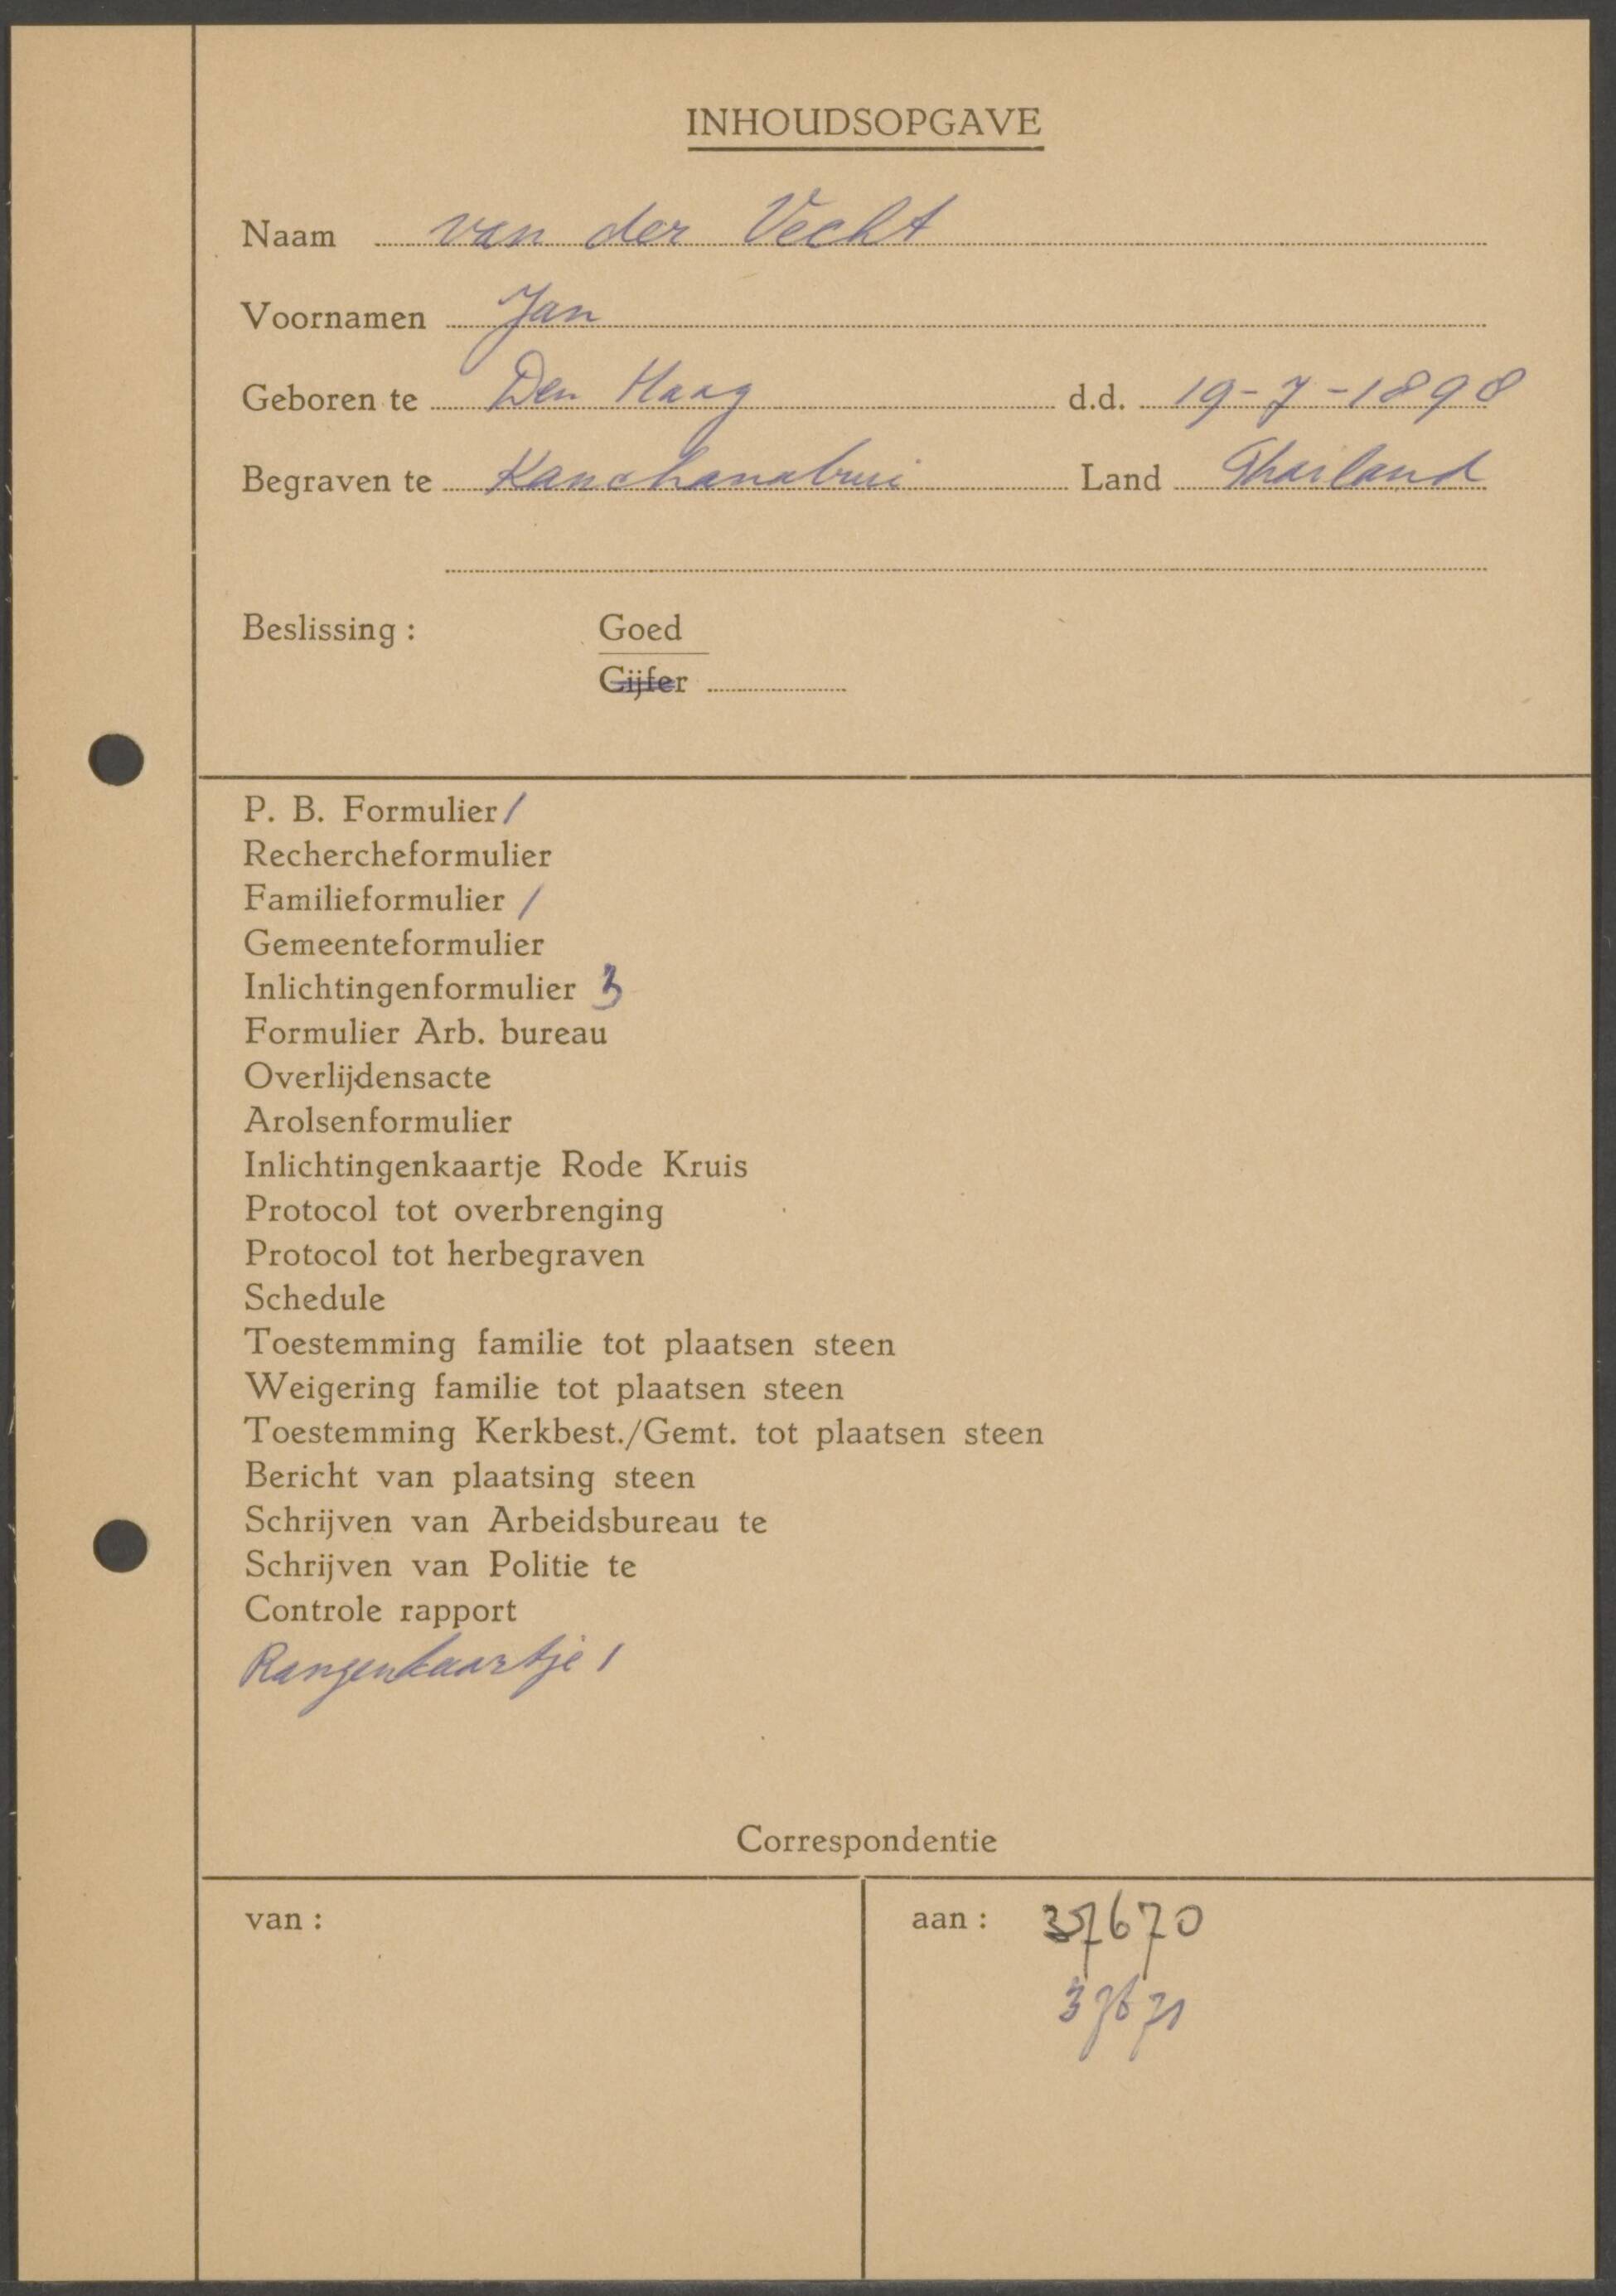 INHOUDSOPGAVE
Naam van der Vecht
Voornamen Jan
Geboren te Den Haag d.d. 19-7-1898
Begraven te Kanchanabrui Land Thailand
Beslissing : Goed
Cijfer
P. B. Formulier /
Rechercheformulier
Familieformulier /
Gemeenteformulier
Inlichtingenformulier 3
Formulier Arb. bureau
Overlijdensacte
Arolsenformulier
Inlichtingenkaartje Rode Kruis
Protocol tot overbrenging
Protocol tot herbegraven
Schedule
Toestemming familie tot plaatsen steen
Weigering familie tot plaatsen steen
Toestemming Kerkbest./Gemt. tot plaatsen steen
Bericht van plaatsing steen
Schrijven van Arbeidsbureau te
Schrijven van Politie te
Controle rapport
Rangenkaartje 1
Correspondentie
van : aan : 37670
37671